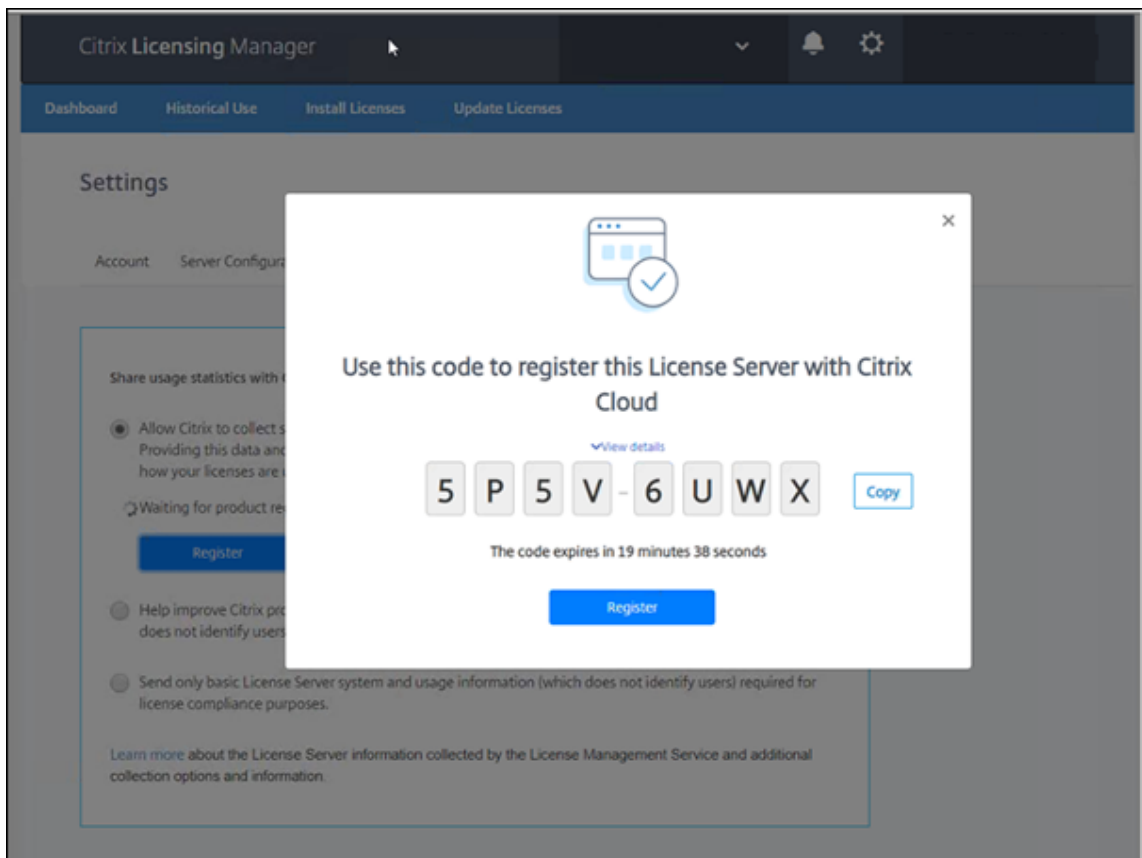 Citrix Licensing Manager
Dashboard Historical Use Install Licenses Update Licenses
Settings
Account Server Configura
Share usage statistics with
Allow Citrix to collect s
Providing this data and
how your licenses are
Waiting for product re
Register
Help improve Citrix pro
does not identify users
Send only basic License Server system and usage information (which does not identify users) required for
license compliance purposes.
Learn more about the License Server information collected by the License Management Service and additional
collection options and information.
Use this code to register this License Server with Citrix
Cloud
View details
5 P 5 V - 6 U W X Copy
The code expires in 19 minutes 38 seconds
Register